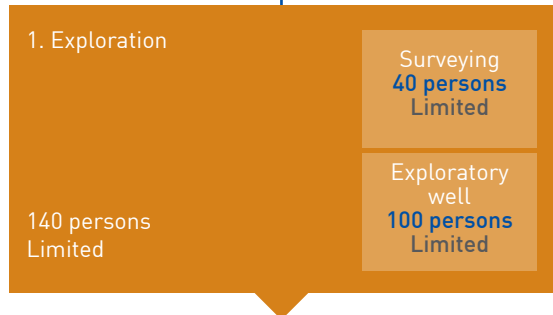 1. Exploration
140 persons
Limited
Surveying
40 persons
Limited
Exploratory
well
100 persons
Limited